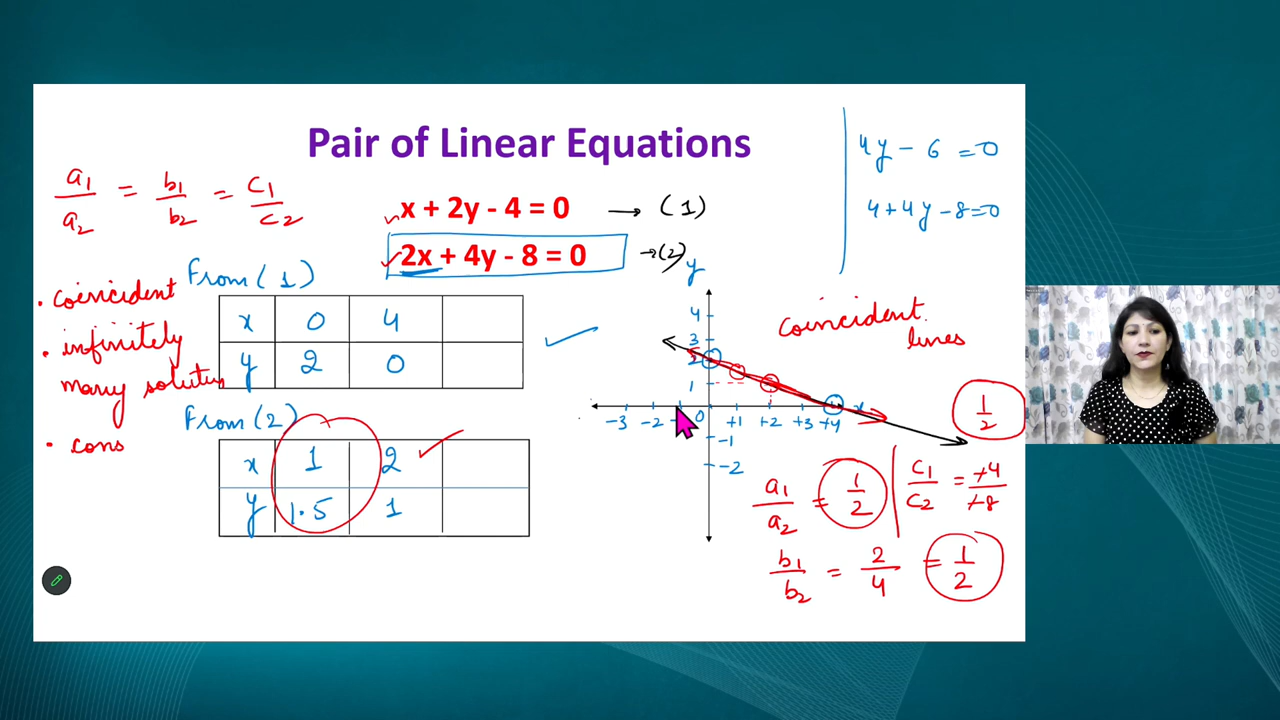 Pair of Linear Equations
a1/a2 = b1/b2 = c1/c2
x + 2y - 4 = 0 → (1)
2x + 4y - 8 = 0 → (2)
4y - 6 = 0
4 + 4y - 8 = 0
From (1)
x 0 4
y 2 0
• coincident
• infinitely
many solution
• cons
From (2)
x 1 2
y 1.5 1
y
4
3
2
1
-3 -2 0 +1 +2 +3 +4 x
-1
-2
coincident
lines
1/2
a1/a2 = 1/2
c1/c2 = -4/-8
b1/b2 = 2/4 = 1/2